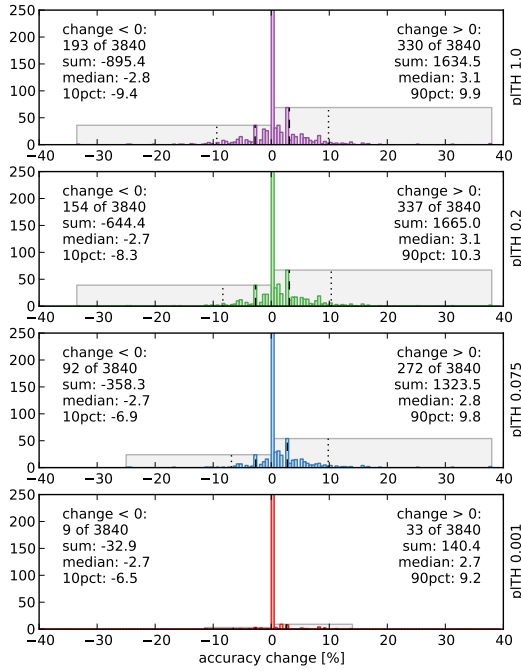 250
200
150
100
50
0
change < 0:
193 of 3840
sum: -895.4
median: -2.8
10pct: -9.4
change > 0:
330 of 3840
sum: 1634.5
median: 3.1
90pct: 9.9
plTH 1.0
−40 −30 −20 −10 0 10 20 30 40
250
200
150
100
50
0
change < 0:
154 of 3840
sum: -644.4
median: -2.7
10pct: -8.3
change > 0:
337 of 3840
sum: 1665.0
median: 3.1
90pct: 10.3
plTH 0.2
−40 −30 −20 −10 0 10 20 30 40
250
200
150
100
50
0
change < 0:
92 of 3840
sum: -358.3
median: -2.7
10pct: -6.9
change > 0:
272 of 3840
sum: 1323.5
median: 2.8
90pct: 9.8
plTH 0.075
−40 −30 −20 −10 0 10 20 30 40
250
200
150
100
50
0
change < 0:
9 of 3840
sum: -32.9
median: -2.7
10pct: -6.5
change > 0:
33 of 3840
sum: 140.4
median: 2.7
90pct: 9.2
plTH 0.001
−40 −30 −20 −10 0 10 20 30 40
accuracy change [%]